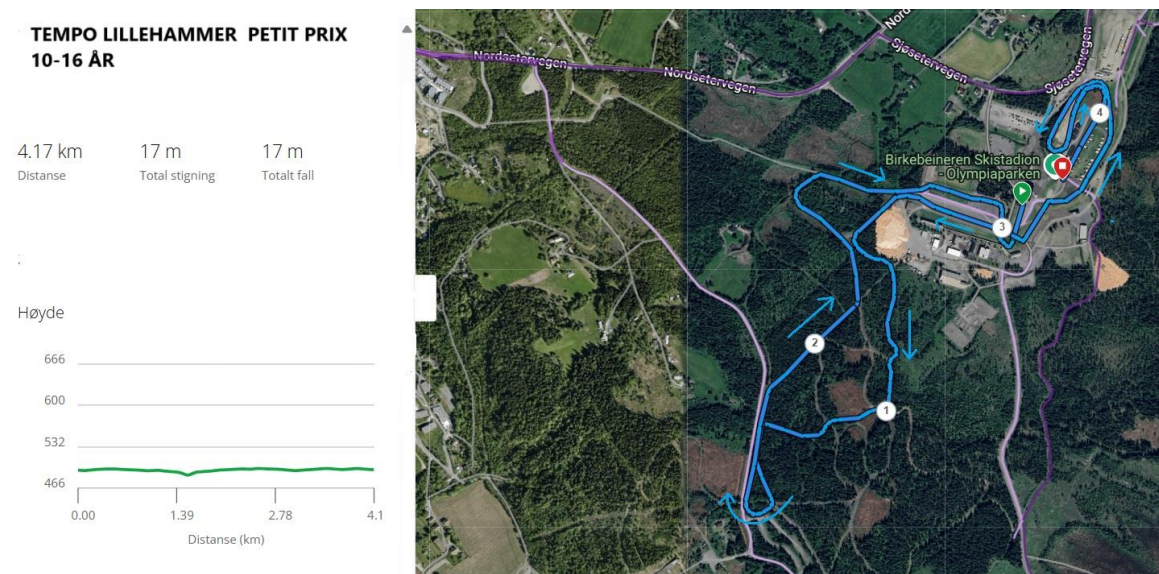 TEMPO LILLEHAMMER PETIT PRIX
10-16 ÅR
4.17 km
17 m
17 m
Distanse
Total stigning
Totalt fall
Høyde
666
600
532
466
0.00
1.39
2.78
4.1
Distanse (km)
Nordsetervegen
Nordsetervegen
Nord
Sjøsetervegen
Sjøsetervegen
4
Birkebeineren Skistadion
- Olympiaparken
3
2
1